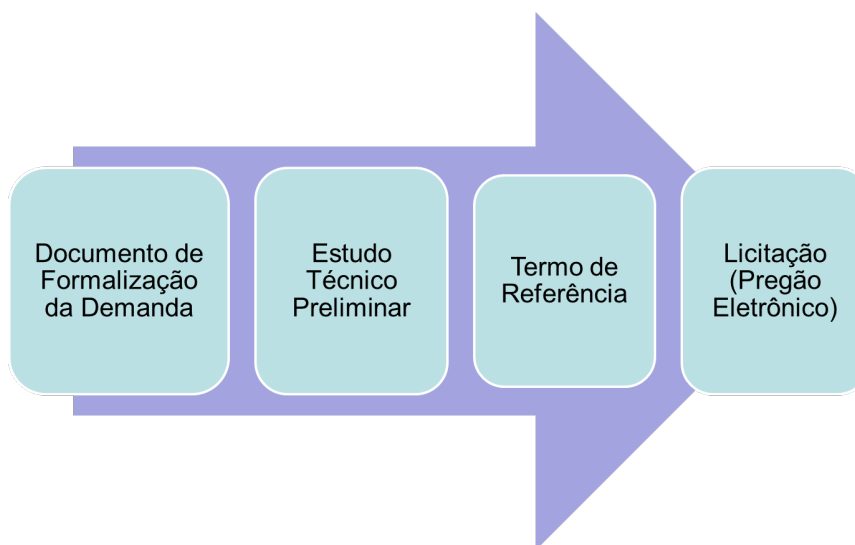 Documento de
Formalização
da Demanda
Estudo
Técnico
Preliminar
Termo de
Referência
Licitação
(Pregão
Eletrônico)